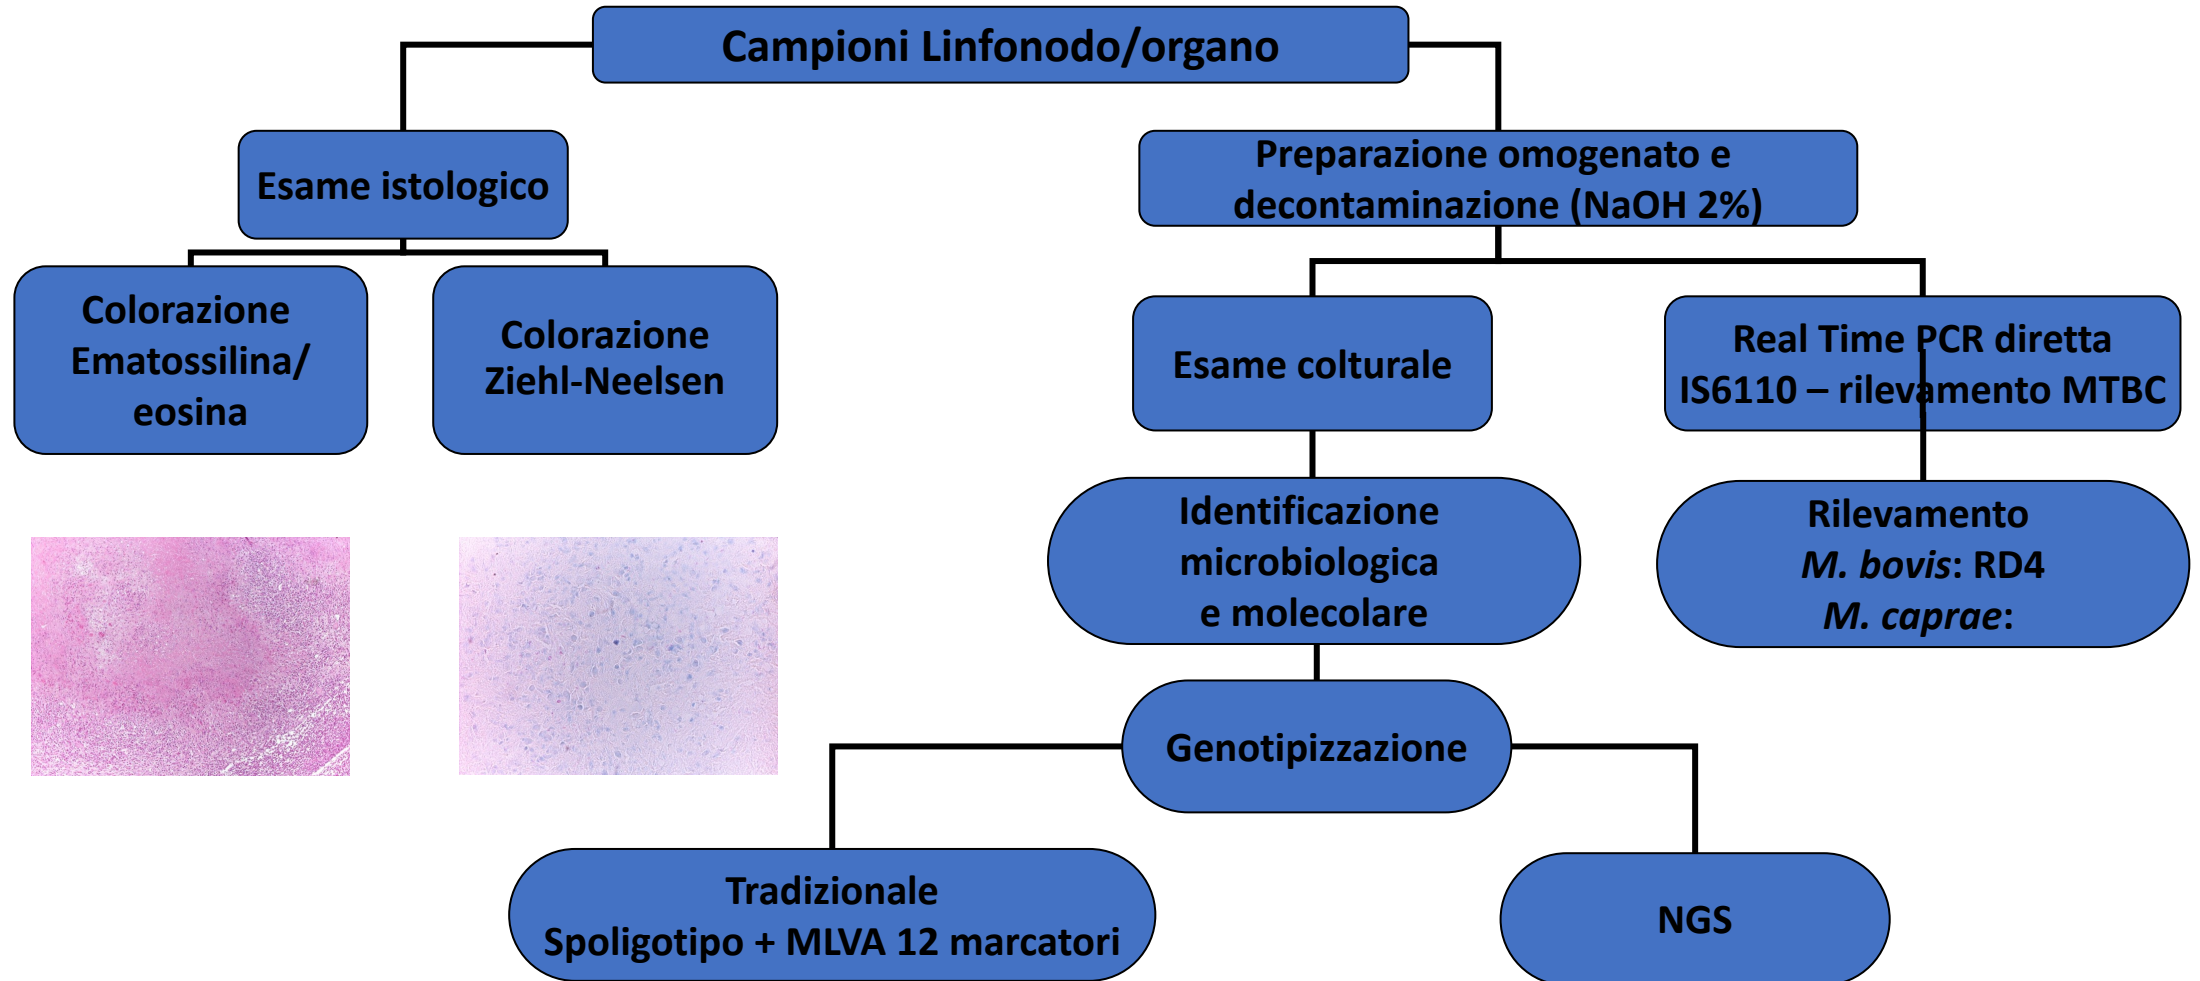 Campioni Linfonodo/organo
Esame istologico
Preparazione omogenato e
decontaminazione (NaOH 2%)
Colorazione
Ematossilina/
eosina
Colorazione
Ziehl-Neelsen
Esame colturale
Real Time PCR diretta
IS6110 – rilevamento MTBC
Identificazione
microbiologica
e molecolare
Rilevamento
M. bovis: RD4
M. caprae:
Genotipizzazione
Tradizionale
Spoligotipo + MLVA 12 marcatori
NGS